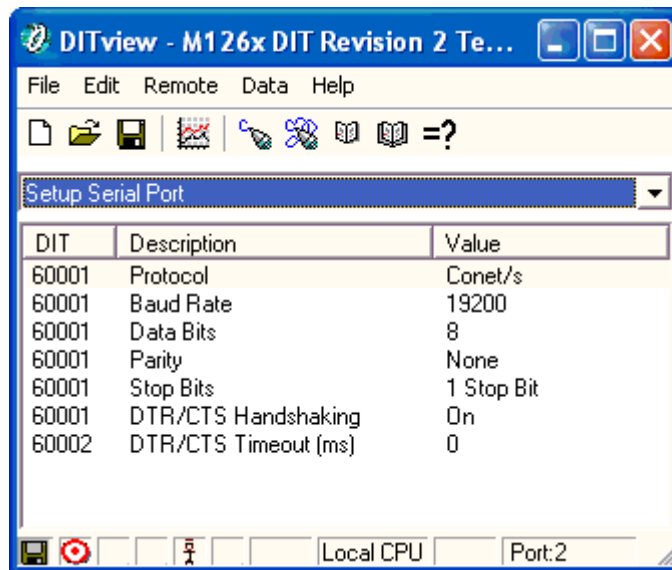 DITview - M126x DIT Revision 2 Te...
File Edit Remote Data Help
=?
Setup Serial Port
DIT Description Value
60001 Protocol Conet/s
60001 Baud Rate 19200
60001 Data Bits 8
60001 Parity None
60001 Stop Bits 1 Stop Bit
60001 DTR/CTS Handshaking On
60002 DTR/CTS Timeout (ms) 0
Local CPU Port:2